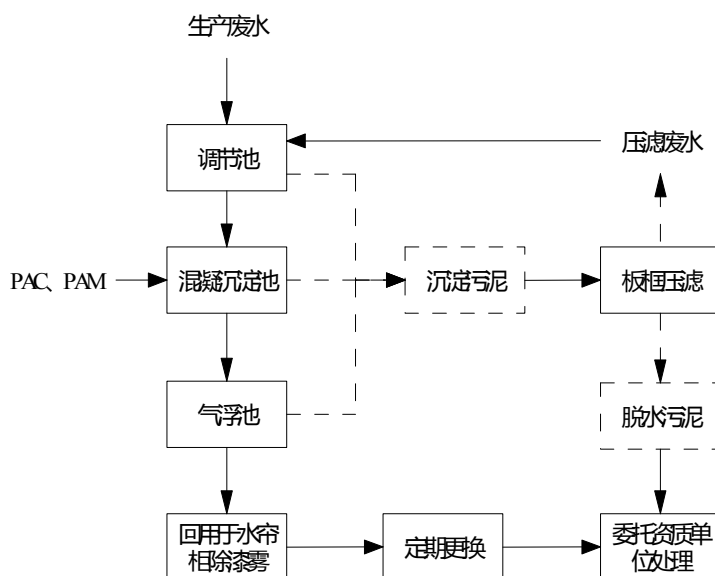 生产废水
调节池
压滤废水
PAC、PAM
混凝沉淀池
沉淀污泥
板框压滤
气浮池
脱水污泥
回用于水帘
相除漆雾
定期更换
委托资质单
位处理